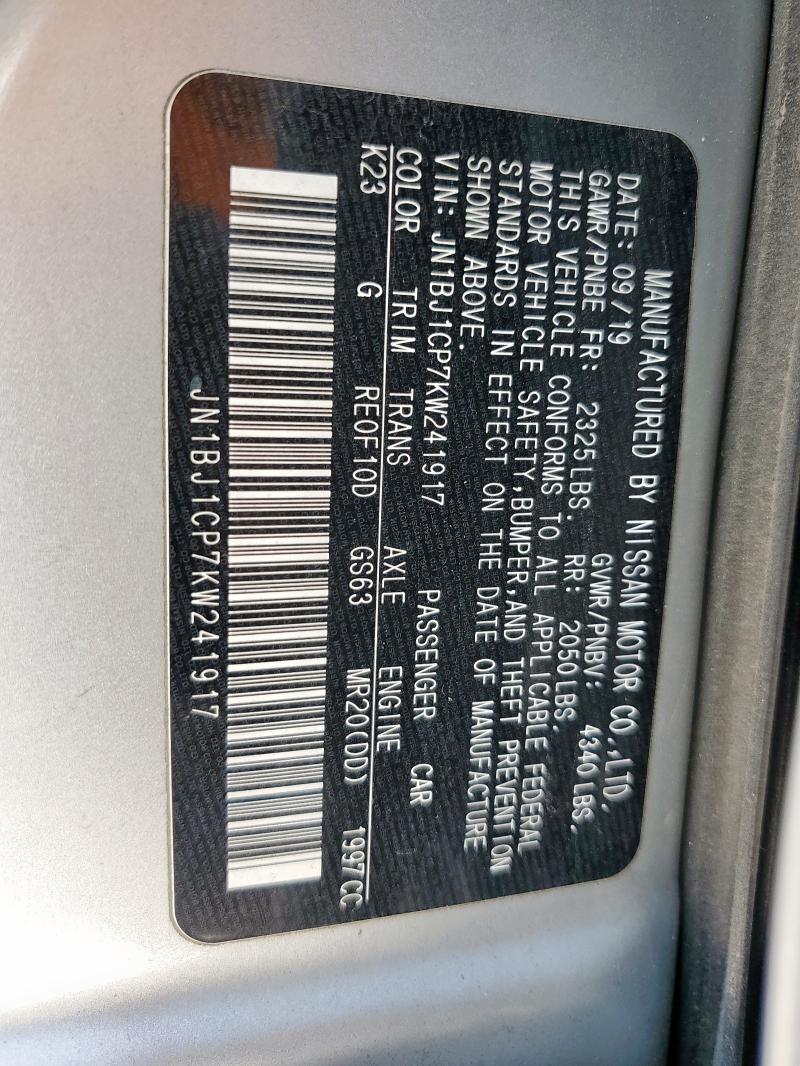 MANUFACTURED BY NISSAN MOTOR CO.,LTD.
DATE: 09/19 GVWR/PNBV: 4340 LBS.
GAWR/PNBE FR: 2325 LBS. RR: 2050 LBS.
THIS VEHICLE CONFORMS TO ALL APPLICABLE FEDERAL
MOTOR VEHICLE SAFETY,BUMPER,AND THEFT PREVENTION
STANDARDS IN EFFECT ON THE DATE OF MANUFACTURE
SHOWN ABOVE.
VIN: JN1BJ1CP7KW241917 PASSENGER CAR
COLOR TRIM TRANS AXLE ENGINE
K23 G RE0F10D GS63 MR20(DD) 1997CC
JN1BJ1CP7KW241917